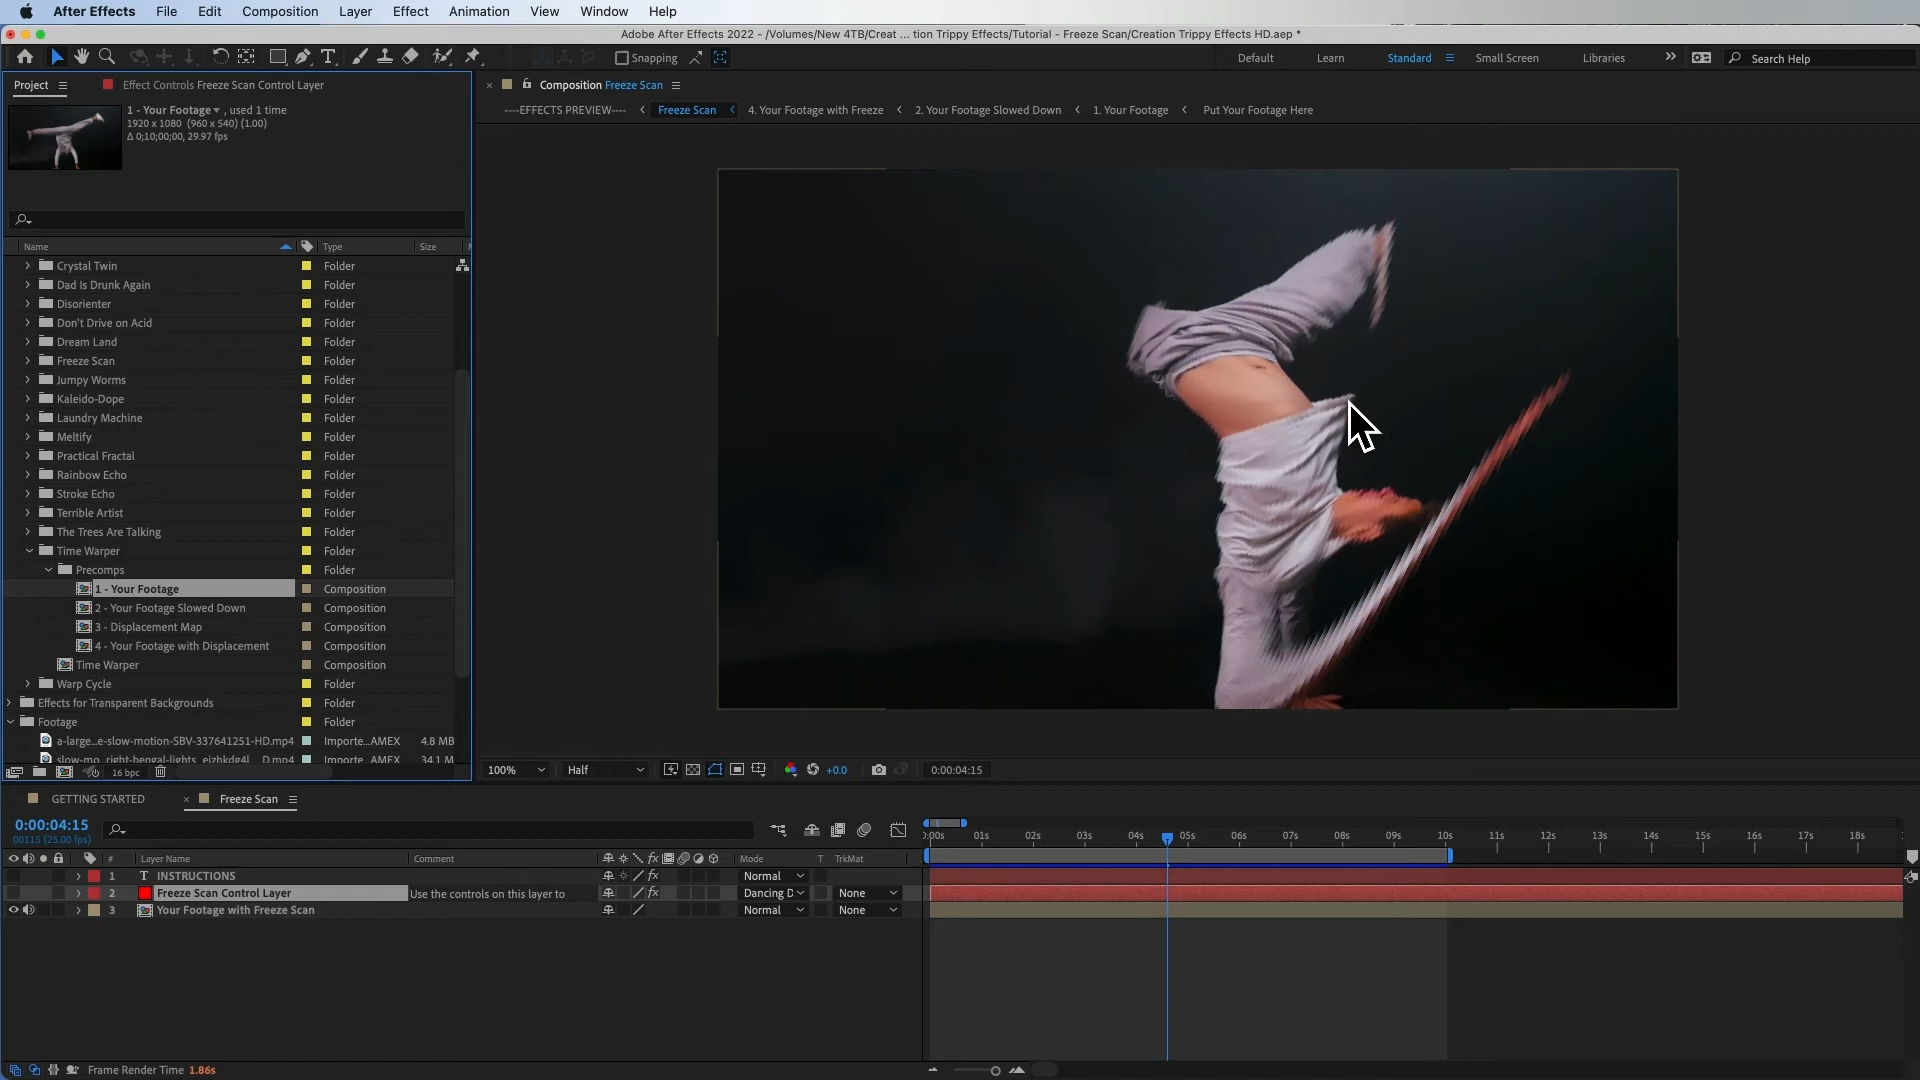 After Effects File Edit Composition Layer Effect Animation View Window Help
Adobe After Effects 2022 - /Volumes/New 4TB/Creat ... tion Trippy Effects/Tutorial - Freeze Scan/Creation Trippy Effects HD.aep *
Snapping Default Learn Standard Small Screen Libraries Search Help
Project Effect Controls Freeze Scan Control Layer
Composition Freeze Scan
1 - Your Footage , used 1 time
1920 x 1080 (960 x 540) (1.00)
Δ 0;10;00;00, 29.97 fps
----EFFECTS PREVIEW---- Freeze Scan 4. Your Footage with Freeze 2. Your Footage Slowed Down 1. Your Footage Put Your Footage Here
Name Type Size
Crystal Twin Folder
Dad Is Drunk Again Folder
Disorienter Folder
Don't Drive on Acid Folder
Dream Land Folder
Freeze Scan Folder
Jumpy Worms Folder
Kaleido-Dope Folder
Laundry Machine Folder
Meltify Folder
Practical Fractal Folder
Rainbow Echo Folder
Stroke Echo Folder
Terrible Artist Folder
The Trees Are Talking Folder
Time Warper Folder
Precomps Folder
1 - Your Footage Composition
2 - Your Footage Slowed Down Composition
3 - Displacement Map Composition
4 - Your Footage with Displacement Composition
Time Warper Composition
Warp Cycle Folder
Effects for Transparent Backgrounds Folder
Footage Folder
a-large...e-slow-motion-SBV-337641251-HD.mp4 Importe...AMEX 4.8 MB
16 bpc
100% Half +0.0 0:00:04:15
GETTING STARTED Freeze Scan
0:00:04:15
00115 (25.00 fps)
01s 02s 03s 04s 05s 06s 07s 08s 09s 10s 11s 12s 13s 14s 15s 16s 17s 18s
# Layer Name Comment Mode T TrkMat
1 T INSTRUCTIONS Normal
2 Freeze Scan Control Layer Use the controls on this layer to Dancing D None
3 Your Footage with Freeze Scan Normal None
Frame Render Time 1.86s